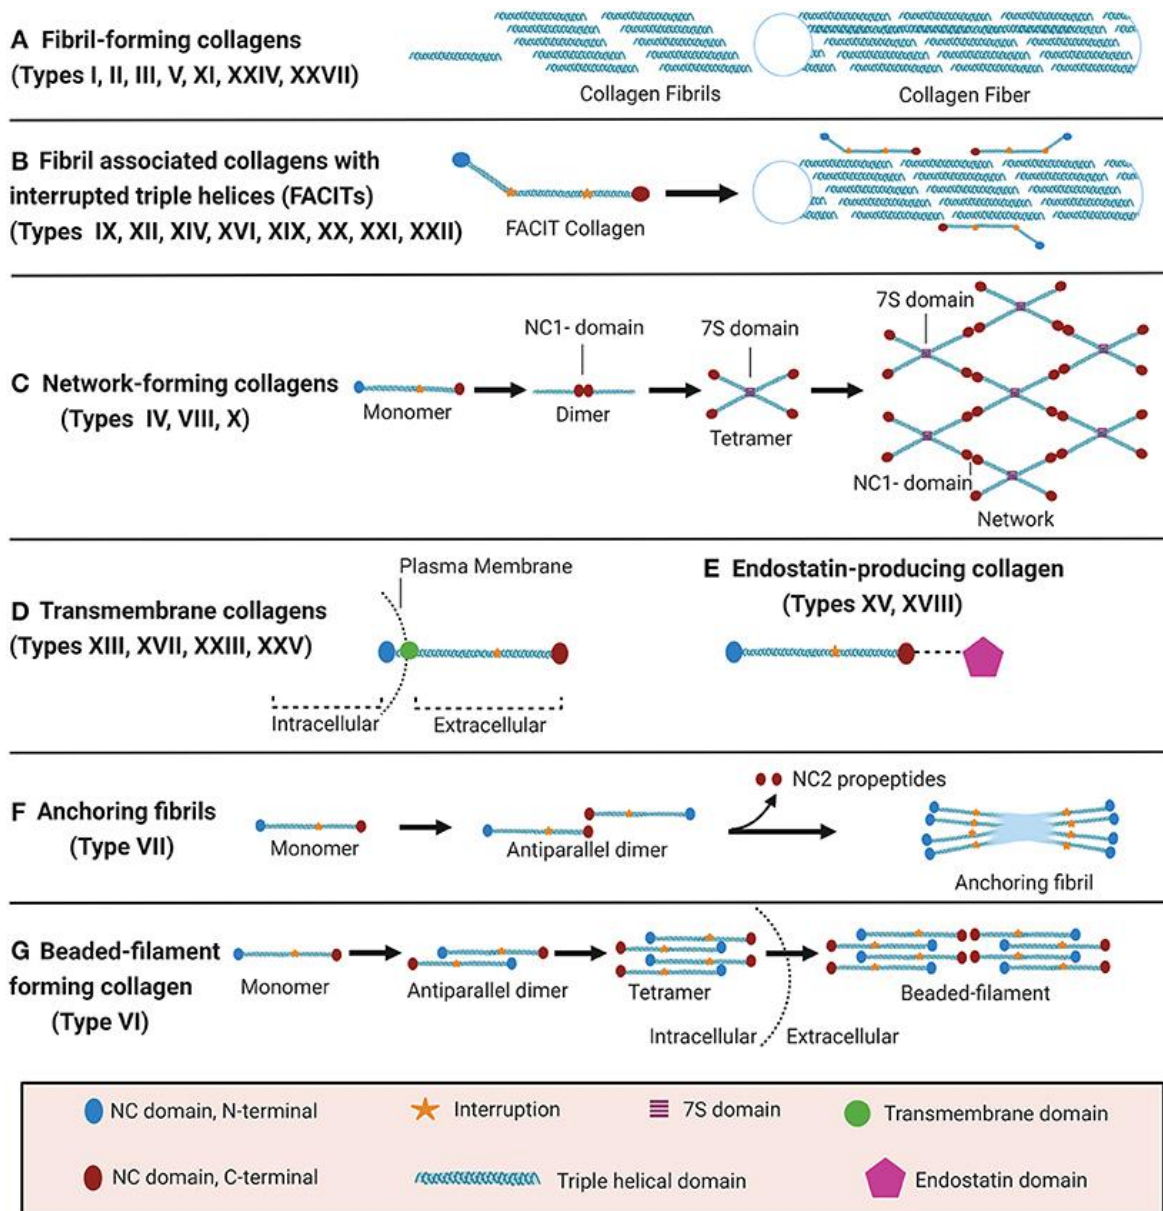 A Fibril-forming collagens
(Types I, II, III, V, XI, XXIV, XXVII)
Collagen Fibrils
Collagen Fiber
B Fibril associated collagens with
interrupted triple helices (FACITs)
(Types IX, XII, XIV, XVI, XIX, XX, XXI, XXII)
FACIT Collagen
C Network-forming collagens
(Types IV, VIII, X)
Monomer
NC1- domain
Dimer
7S domain
Tetramer
7S domain
NC1- domain
Network
D Transmembrane collagens
(Types XIII, XVII, XXIII, XXV)
Plasma Membrane
Intracellular
Extracellular
E Endostatin-producing collagen
(Types XV, XVIII)
F Anchoring fibrils
(Type VII)
Monomer
Antiparallel dimer
NC2 propeptides
Anchoring fibril
G Beaded-filament
forming collagen
(Type VI)
Monomer
Antiparallel dimer
Tetramer
Intracellular
Extracellular
Beaded-filament
NC domain, N-terminal
Interruption
7S domain
Transmembrane domain
NC domain, C-terminal
Triple helical domain
Endostatin domain